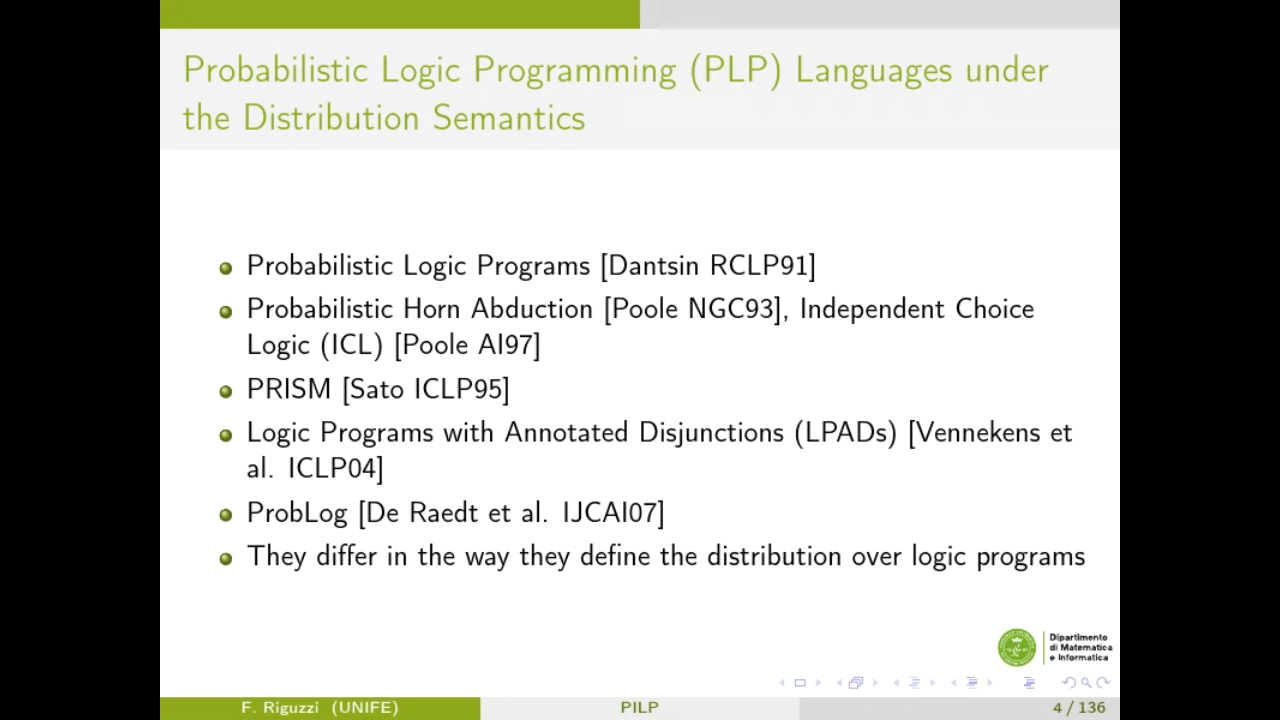 Probabilistic Logic Programming (PLP) Languages under
the Distribution Semantics
Probabilistic Logic Programs [Dantsin RCLP91]
Probabilistic Horn Abduction [Poole NGC93], Independent Choice
Logic (ICL) [Poole AI97]
PRISM [Sato ICLP95]
Logic Programs with Annotated Disjunctions (LPADs) [Vennekens et
al. ICLP04]
ProbLog [De Raedt et al. IJCAI07]
They differ in the way they define the distribution over logic programs
Dipartimento
di Matematica
e Informatica
F. Riguzzi (UNIFE)
PILP
4 / 136